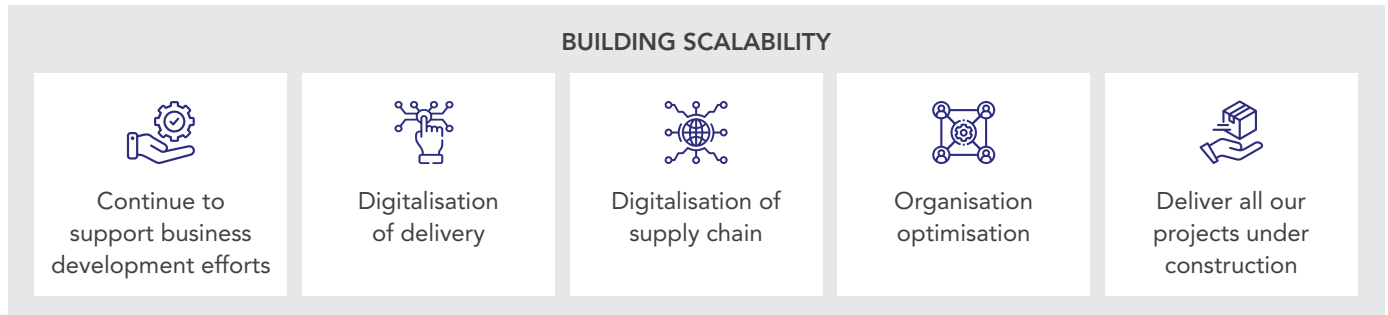 BUILDING SCALABILITY
Continue to
support business
development efforts
Digitalisation
of delivery
Digitalisation of
supply chain
Organisation
optimisation
Deliver all our
projects under
construction